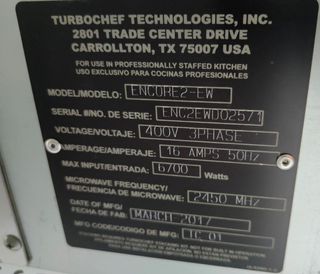 TURBOCHEF TECHNOLOGIES, INC.
2801 TRADE CENTER DRIVE
CARROLLTON, TX 75007 USA
FOR USE IN PROFESSIONALLY STAFFED KITCHEN
USO EXCLUSIVO PARA COCINAS PROFESIONALES
MODEL/MODELO: ENCORE2-EW
SERIAL #/NO. DE SERIE: ENC2EWD02571
VOLTAGE/VOLTAJE: 400V 3PHASE
AMPERAGE/AMPERAJE: 16 AMPS 50Hz
MAX INPUT/ENTRADA: 6700 Watts
MICROWAVE FREQUENCY/
FRECUENCIA DE MICROWAVE: 2450 MHz
DATE OF MFG/
FECHA DE FAB: MARCH 2017
MFG CODE/CODIGO DE MFG: TC 01